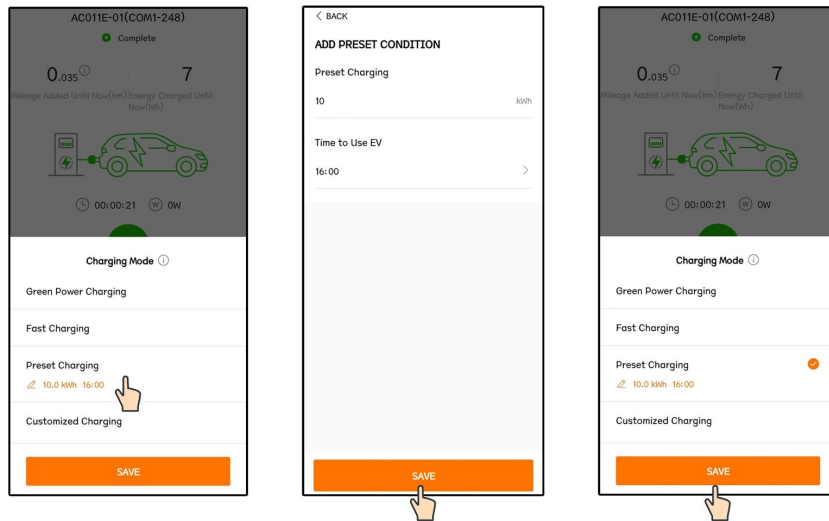 AC011E-01(COM1-248)
Complete
0.035
7
Mileage Added Until Now(km)
Energy Charged Until
Now(Wh)
00:00:21
W
0W
Charging Mode
Green Power Charging
Fast Charging
Preset Charging
10.0 kWh 16:00
Customized Charging
SAVE
< BACK
ADD PRESET CONDITION
Preset Charging
10 kWh
Time to Use EV
16:00 >
SAVE
AC011E-01(COM1-248)
Complete
0.035
7
Mileage Added Until Now(km)
Energy Charged Until
Now(Wh)
00:00:21
W
0W
Charging Mode
Green Power Charging
Fast Charging
Preset Charging
10.0 kWh 16:00
Customized Charging
SAVE